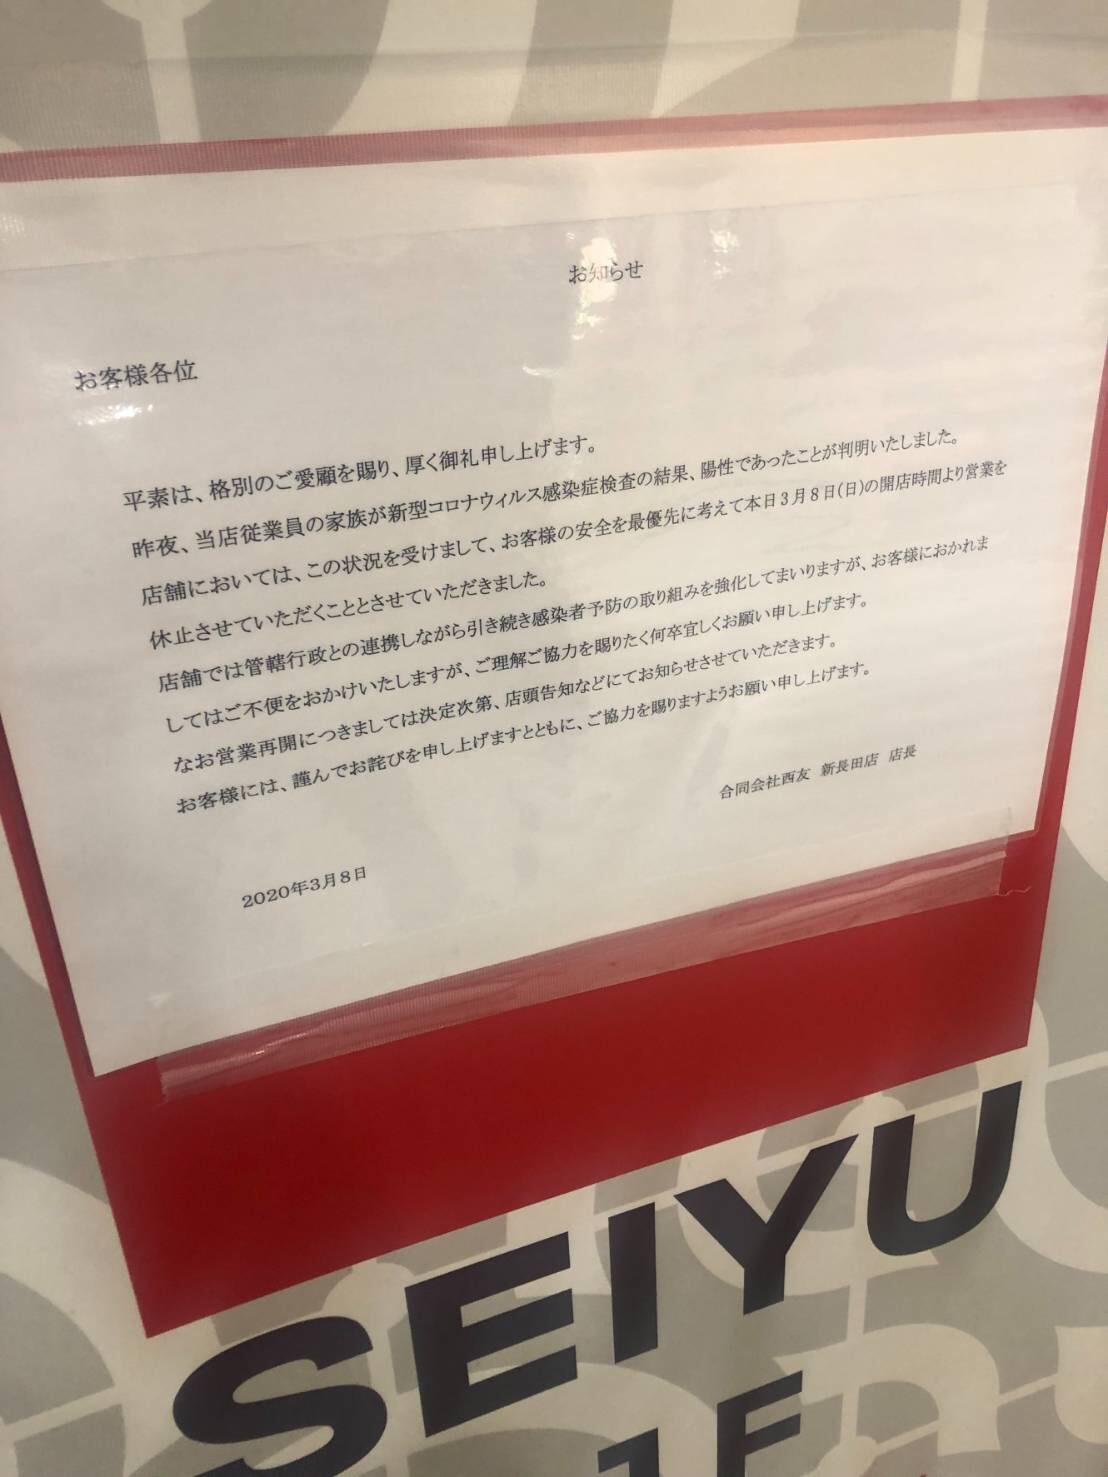 お知らせ
お客様各位
平素は、格別のご愛顧を賜り、厚く御礼申し上げます。
昨夜、当店従業員の家族が新型コロナウィルス感染症検査の結果、陽性であったことが判明いたしました。
店舗においては、この状況を受けまして、お客様の安全を最優先に考えて本日3月8日(日)の開店時間より営業を
休止させていただくこととさせていただきました。
店舗では管轄行政との連携しながら引き続き感染者予防の取り組みを強化してまいりますが、お客様におかれま
してはご不便をおかけいたしますが、ご理解ご協力を賜りたく何卒宜しくお願い申し上げます。
なお営業再開につきましては決定次第、店頭告知などにてお知らせさせていただきます。
お客様には、謹んでお詫びを申し上げますとともに、ご協力を賜りますようお願い申し上げます。
合同会社西友 新長田店 店長
2020年3月8日
SEIYU
1F